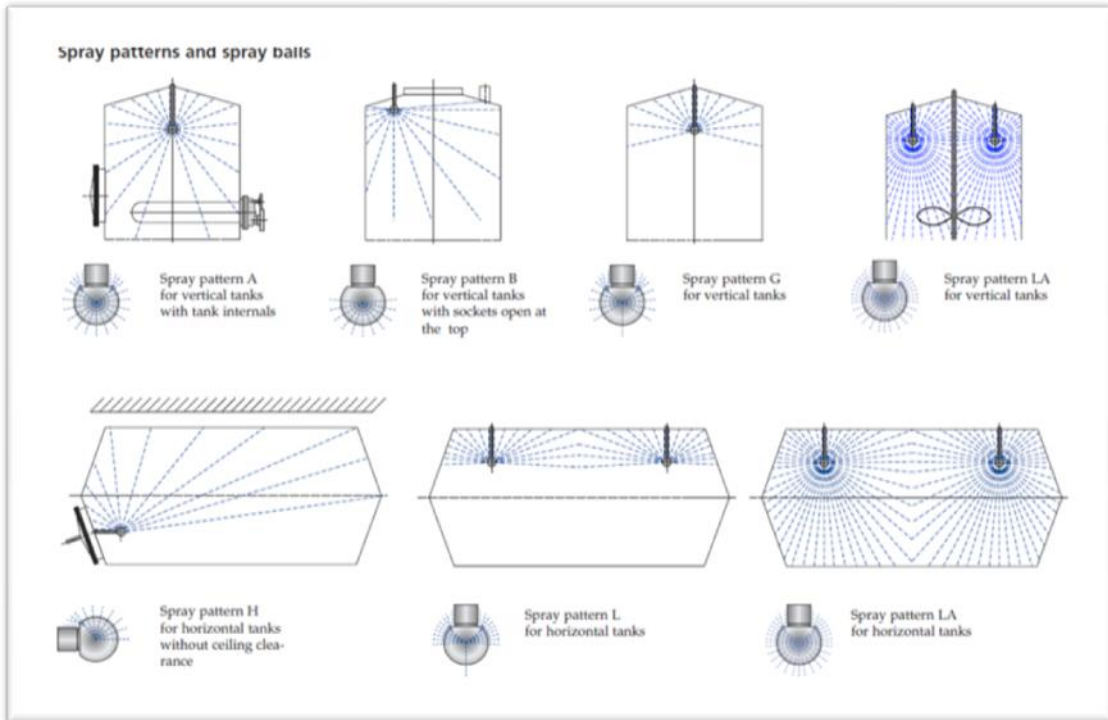 Spray patterns and spray balls
Spray pattern A
for vertical tanks
with tank internals
Spray pattern B
for vertical tanks
with sockets open at
the top
Spray pattern G
for vertical tanks
Spray pattern LA
for vertical tanks
Spray pattern H
for horizontal tanks
without ceiling clea-
rance
Spray pattern L
for horizontal tanks
Spray pattern LA
for horizontal tanks